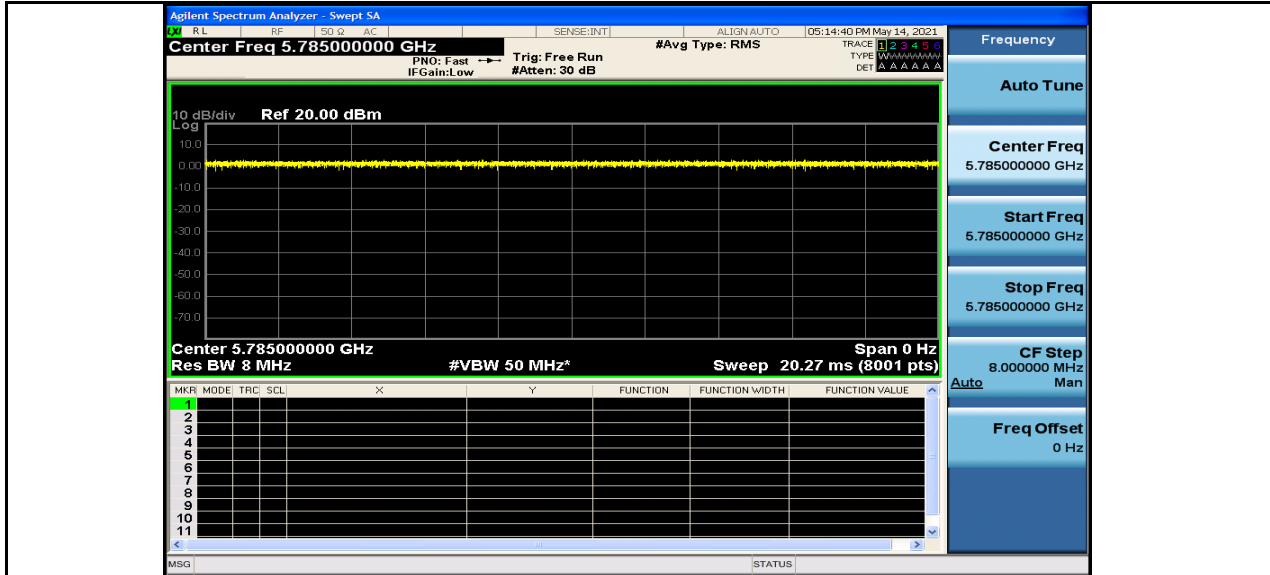 Agilent Spectrum Analyzer - Swept SA
LXI RL RF 50 Ω AC SENSE:INT ALIGN AUTO 05:14:40 PM May 14, 2021
Center Freq 5.785000000 GHz #Avg Type: RMS TRACE 1 2 3 4 5 6
PNO: Fast Trig: Free Run TYPE WWWWWW
IFGain:Low #Atten: 30 dB DET A A A A A A
10 dB/div Ref 20.00 dBm
Log
10.0
0.00
-10.0
-20.0
-30.0
-40.0
-50.0
-60.0
-70.0
Center 5.785000000 GHz Span 0 Hz
Res BW 8 MHz #VBW 50 MHz* Sweep 20.27 ms (8001 pts)
MKR MODE TRC SCL X Y FUNCTION FUNCTION WIDTH FUNCTION VALUE
1
2
3
4
5
6
7
8
9
10
11
MSG STATUS
Frequency
Auto Tune
Center Freq
5.785000000 GHz
Start Freq
5.785000000 GHz
Stop Freq
5.785000000 GHz
CF Step
8.000000 MHz
Auto Man
Freq Offset
0 Hz